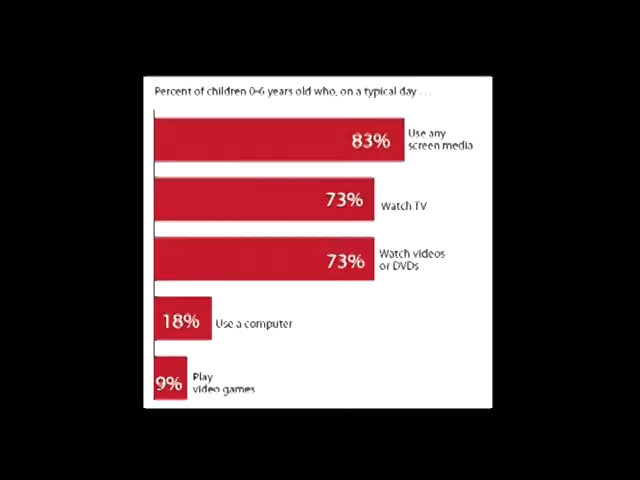 Percent of children 0-6 years old who, on a typical day . . .
83%
Use any
screen media
73%
Watch TV
73%
Watch videos
or DVDs
18%
Use a computer
9%
Play
video games